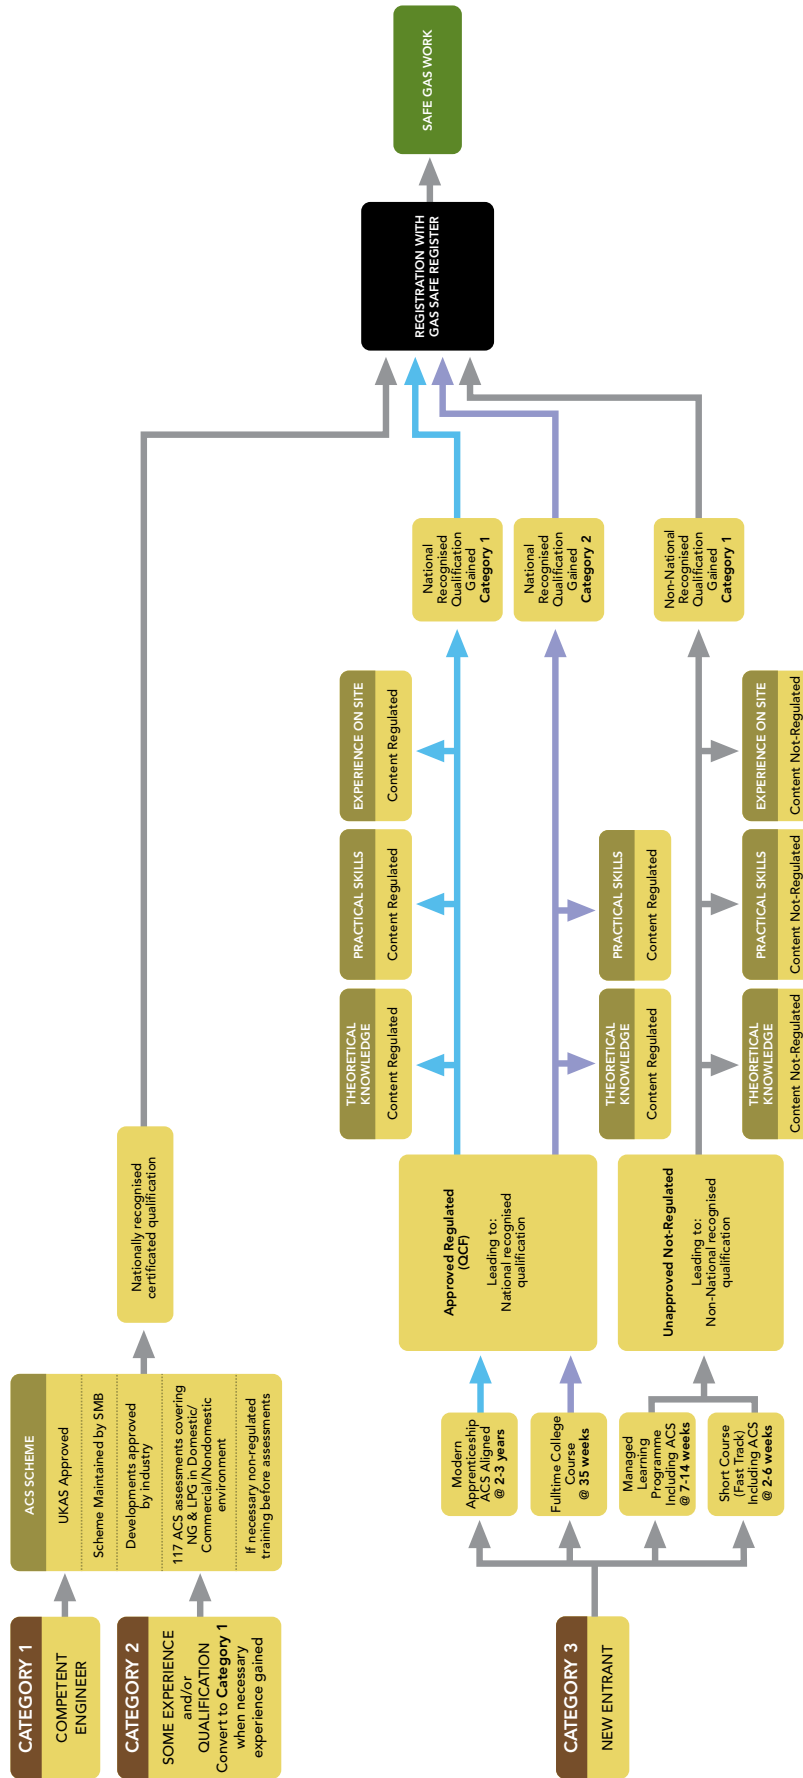 CATEGORY 1
COMPETENT
ENGINEER
CATEGORY 2
SOME EXPERIENCE
and/or
QUALIFICATION
Convert to Category 1
when necessary
experience gained
ACS SCHEME
UKAS Approved
Scheme Maintained by SMB
Developments approved
by industry
117 ACS assessments covering
NG & LPG in Domestic/
Commercial/Nondomestic
environment
If necessary non-regulated
training before assessments
Nationally recognised
certificated qualification
CATEGORY 3
NEW ENTRANT
Modern
Apprenticeship
ACS Aligned
@ 2-3 years
Fulltime College
Course
@ 35 weeks
Managed
Learning
Programme
Including ACS
@ 7-14 weeks
Short Course
(Fast Track)
Including ACS
@ 2-6 weeks
Approved Regulated
(QCF)
Leading to:
National recognised
qualification
Unapproved Not-Regulated
Leading to:
Non-National recognised
qualification
THEORETICAL
KNOWLEDGE
Content Regulated
PRACTICAL SKILLS
Content Regulated
EXPERIENCE ON SITE
Content Regulated
THEORETICAL
KNOWLEDGE
Content Regulated
PRACTICAL SKILLS
Content Regulated
THEORETICAL
KNOWLEDGE
Content Not-Regulated
PRACTICAL SKILLS
Content Not-Regulated
EXPERIENCE ON SITE
Content Not-Regulated
National
Recognised
Qualification
Gained
Category 1
National
Recognised
Qualification
Gained
Category 2
Non-National
Recognised
Qualification
Gained
Category 1
REGISTRATION WITH
GAS SAFE REGISTER
SAFE GAS WORK